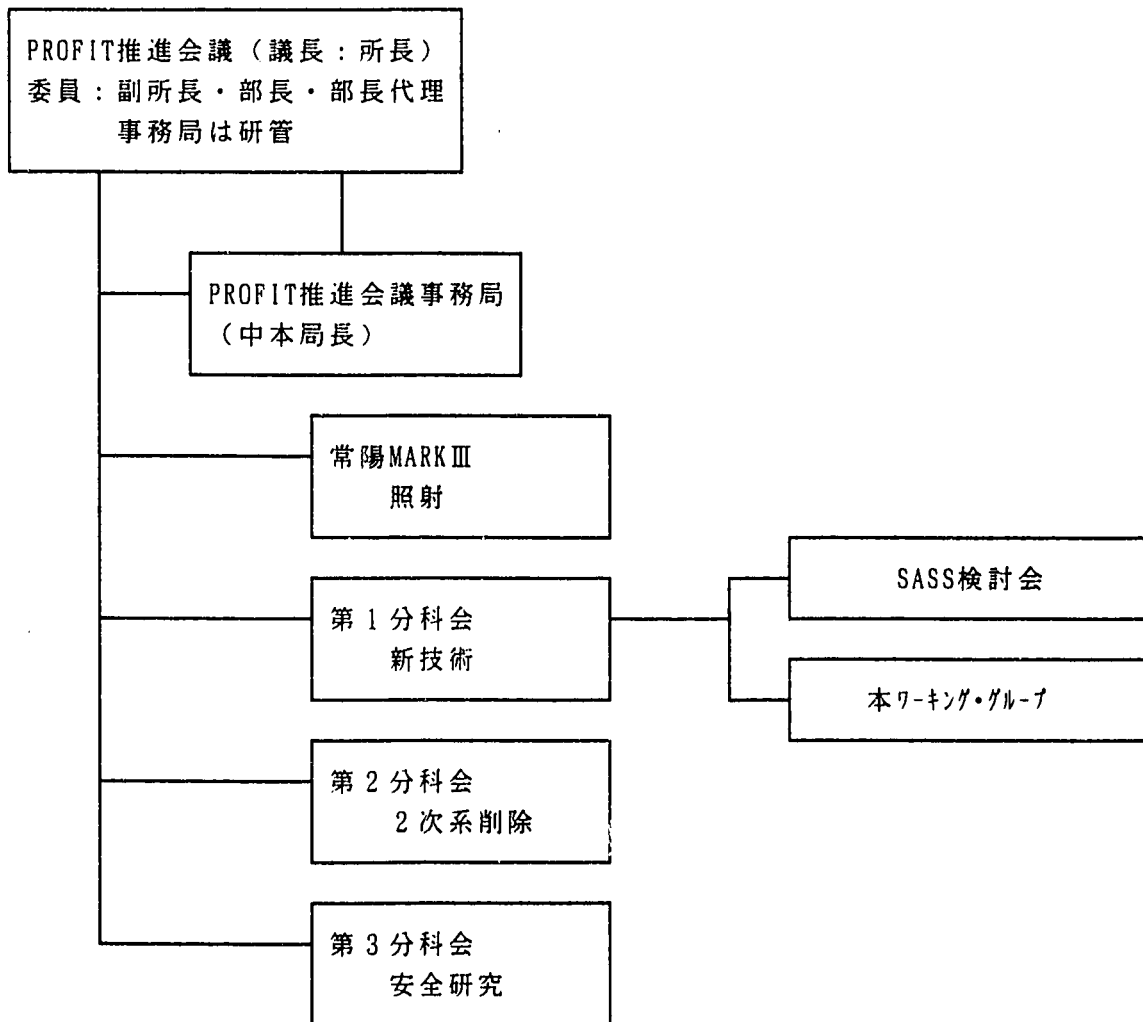 PROFIT推進会議（議長：所長）
委員：副所長・部長・部長代理
事務局は研管
PROFIT推進会議事務局
（中本局長）
常陽MARKⅢ
照射
第１分科会
新技術
SASS検討会
本ワーキング・グループ
第２分科会
２次系削除
第３分科会
安全研究